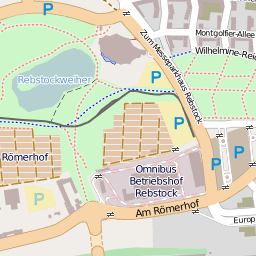 Montgolfier-Allee
Wilhelmine-Rei
Zum Messeparkhaus Rebstock
Rebstockweiher
P
P
P
P
P
Römerhof
Omnibus
Betriebshof
Rebstock
Am Römerhof
Europ